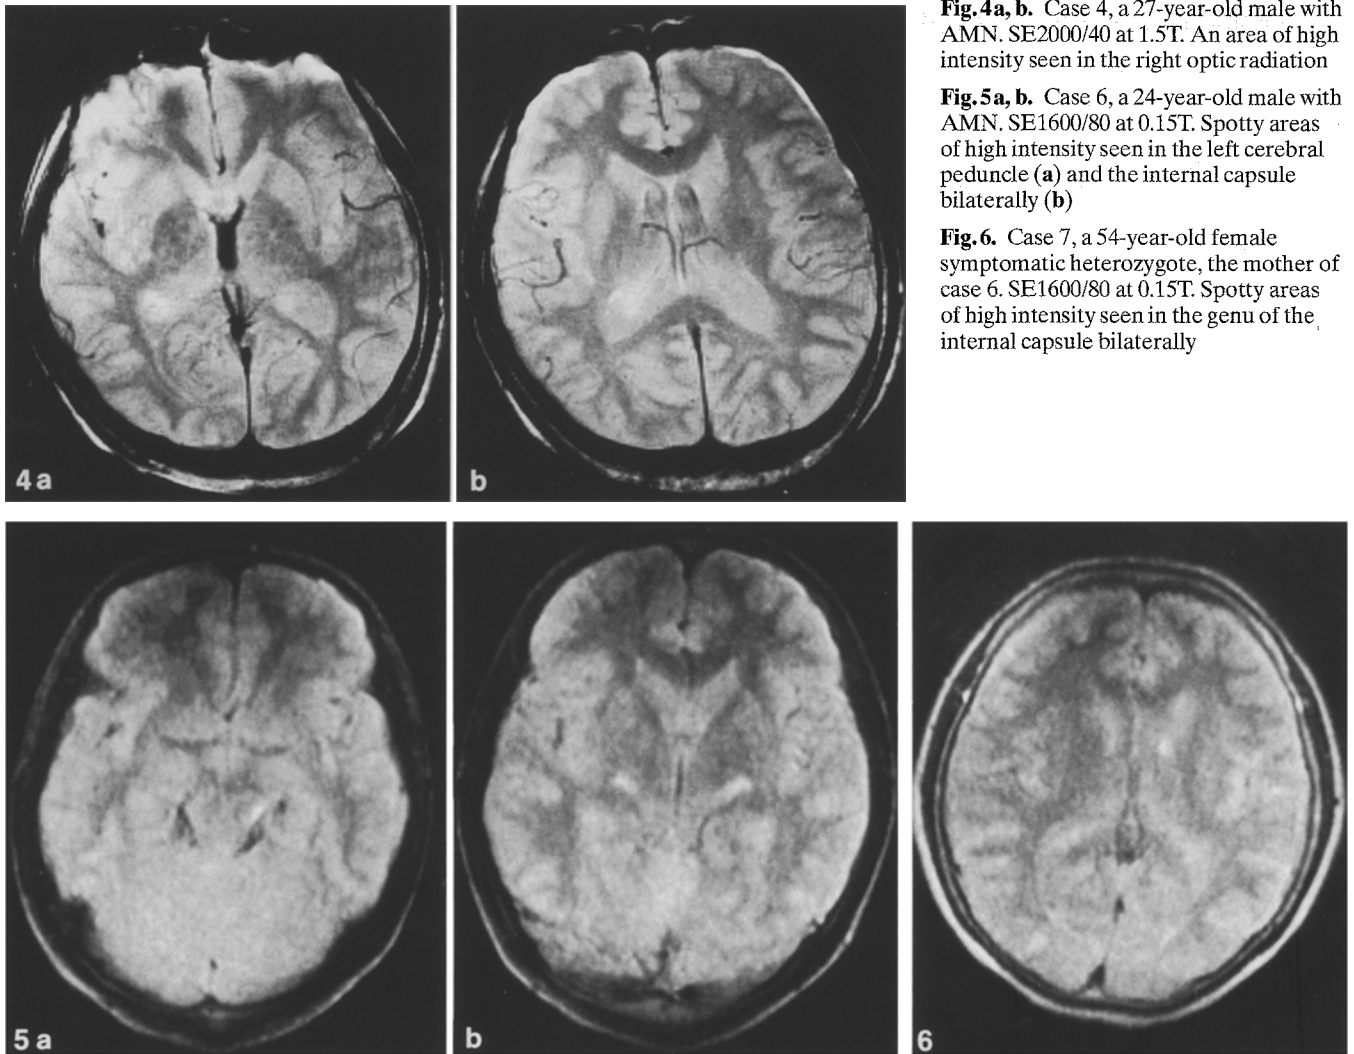 Fig. 4a, b. Case 4, a 27-year-old male with
AMN. SE2000/40 at 1.5T. An area of high
intensity seen in the right optic radiation
Fig. 5a, b. Case 6, a 24-year-old male with
AMN. SE1600/80 at 0.15T. Spotty areas
of high intensity seen in the left cerebral
peduncle (a) and the internal capsule
bilaterally (b)
Fig. 6. Case 7, a 54-year-old female
symptomatic heterozygote, the mother of
case 6. SE1600/80 at 0.15T. Spotty areas
of high intensity seen in the genu of the
internal capsule bilaterally
4a
b
5a
b
6